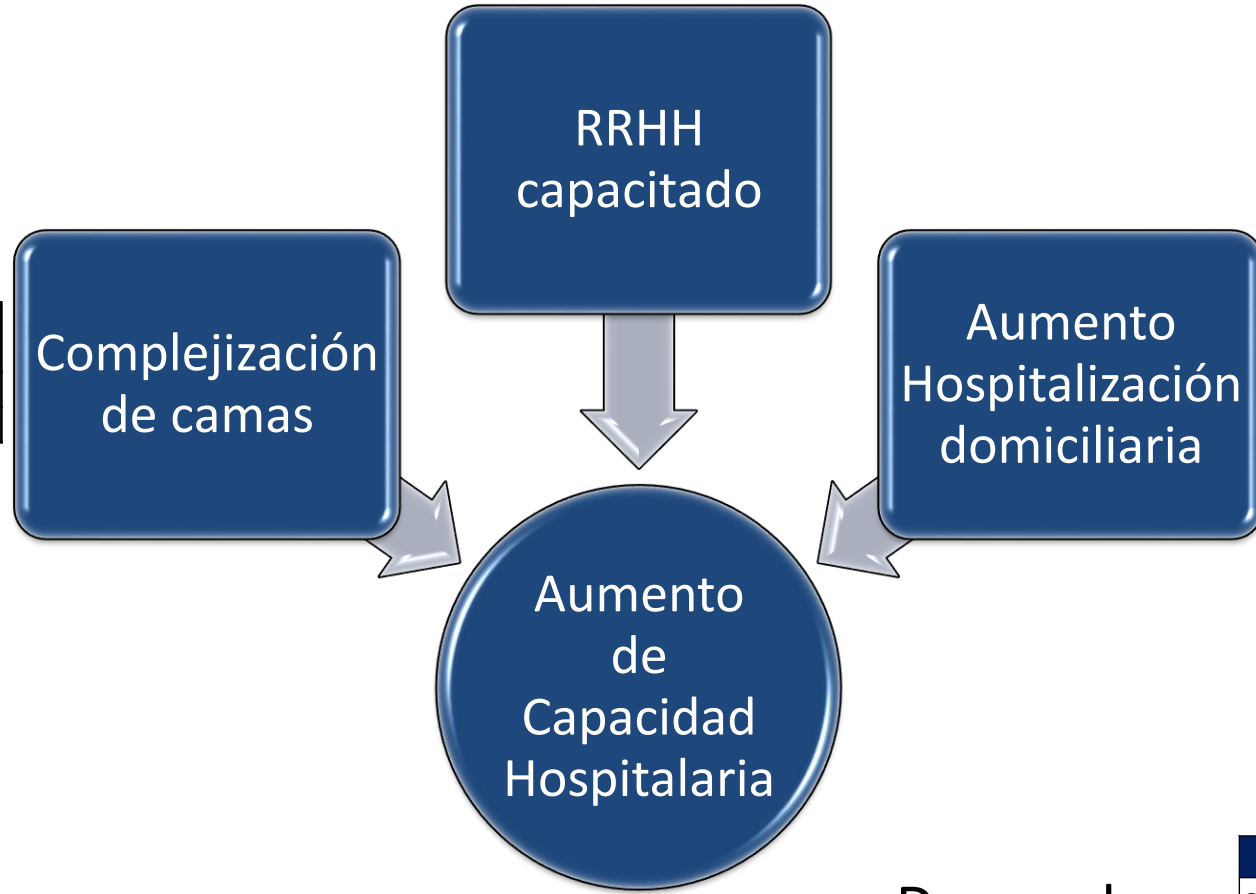 RRHH
capacitado
Complejización
de camas
Aumento
Hospitalización
domiciliaria
Aumento
de
Capacidad
Hospitalaria